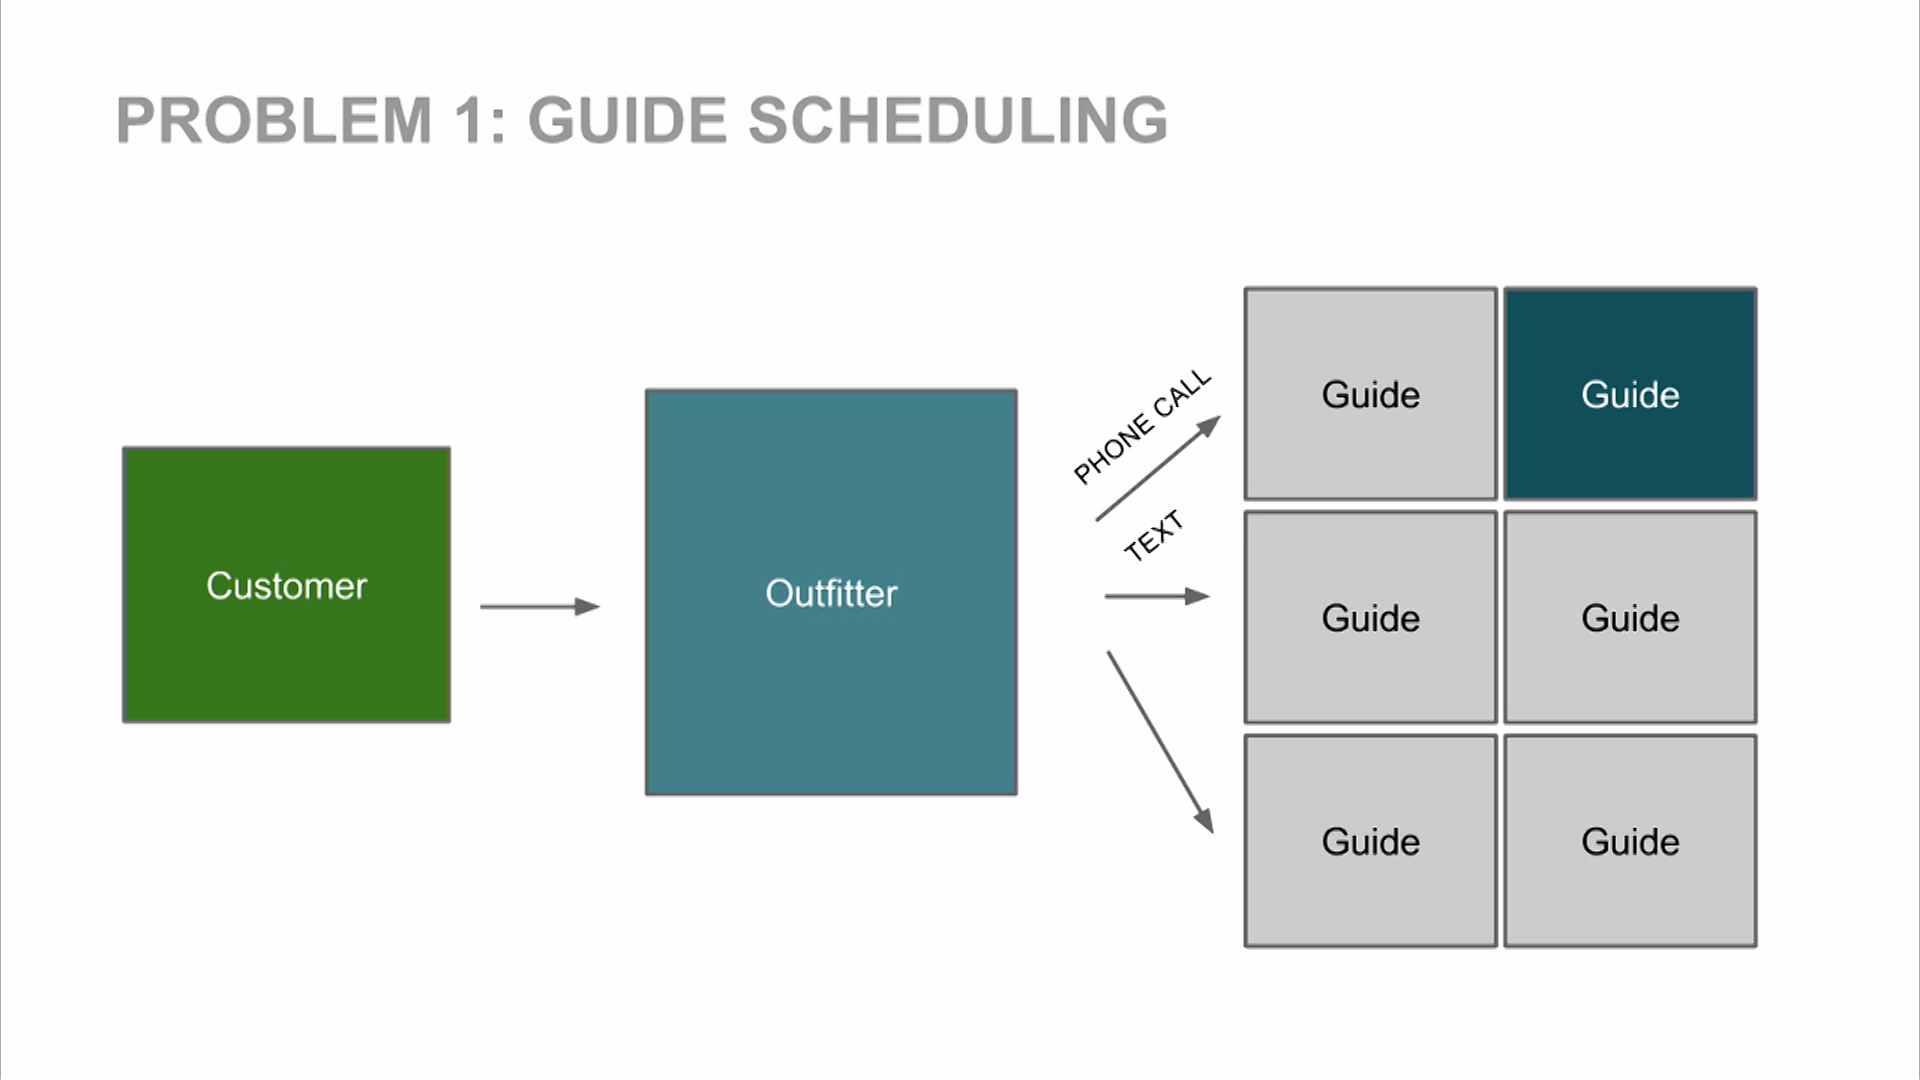 PROBLEM 1: GUIDE SCHEDULING
Customer
Outfitter
PHONE CALL
TEXT
Guide
Guide
Guide
Guide
Guide
Guide